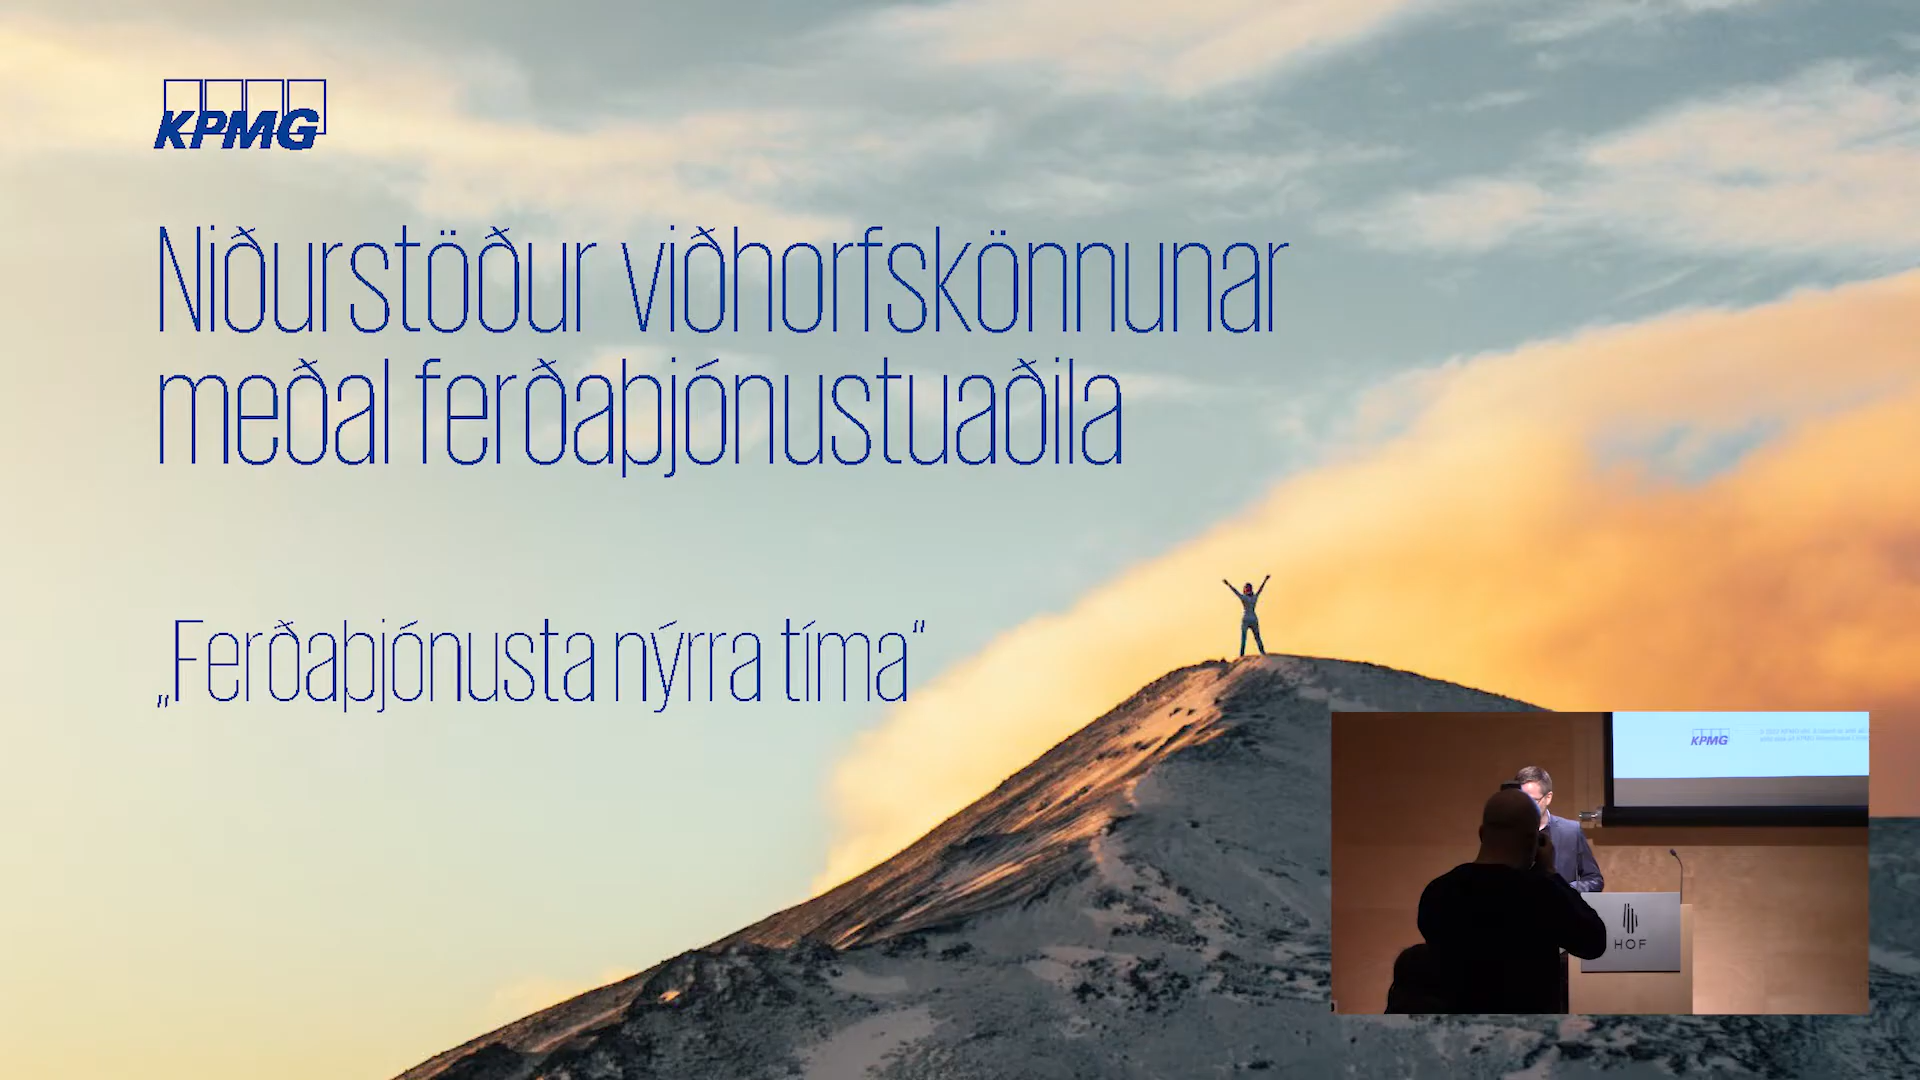 KPMG
Niðurstöður viðhorfskönnunar
meðal ferðaþjónustuaðila
„Ferðaþjónusta nýrra tíma“
KPMG
HOF